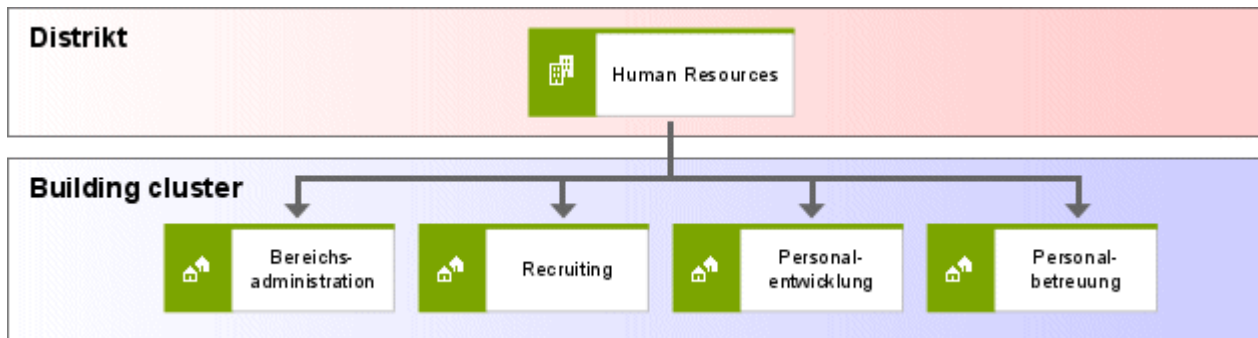 Distrikt
Human Resources
Building cluster
Bereichs-
administration
Recruiting
Personal-
entwicklung
Personal-
betreuung